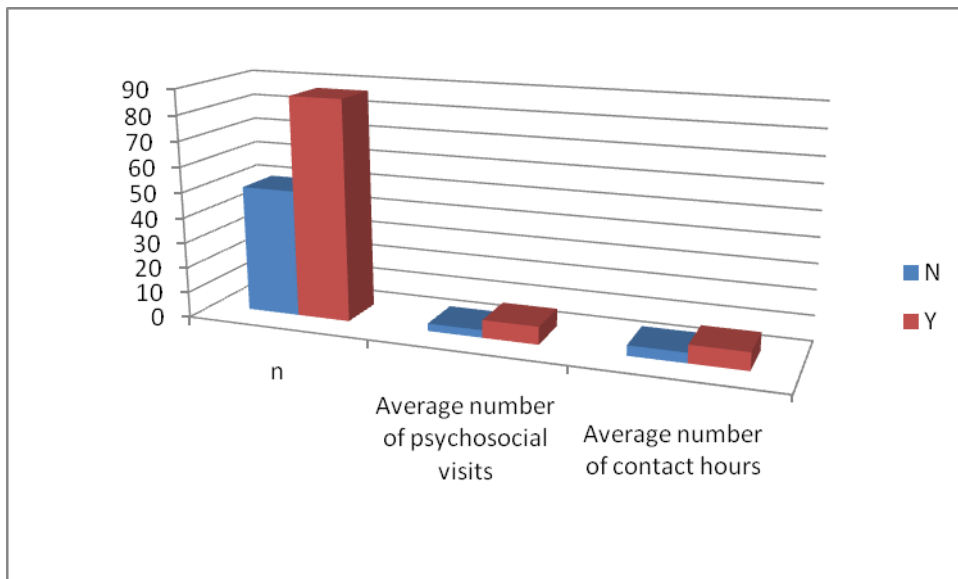 90
80
70
60
50
40
30
20
10
0
n
Average number
of psychosocial
visits
Average number
of contact hours
N
Y